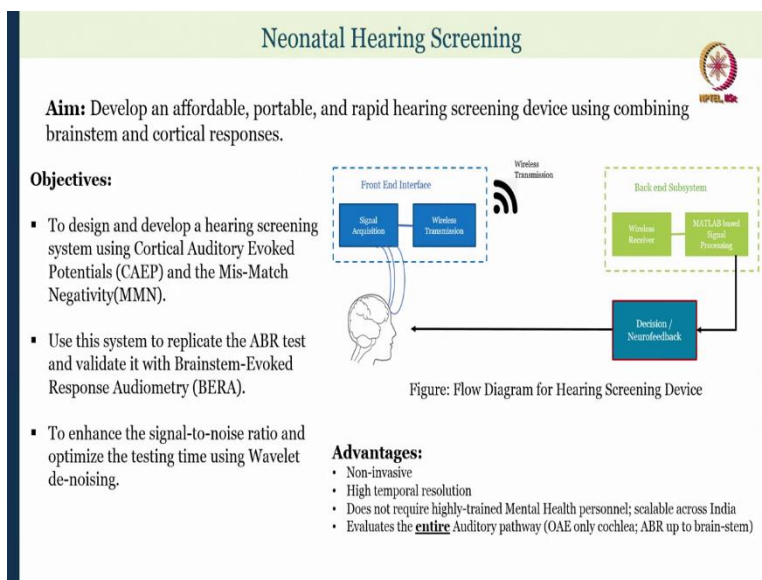 Neonatal Hearing Screening
NPTEL, IISc
Aim: Develop an affordable, portable, and rapid hearing screening device using combining
brainstem and cortical responses.
Objectives:
▪ To design and develop a hearing screening
system using Cortical Auditory Evoked
Potentials (CAEP) and the Mis-Match
Negativity(MMN).
▪ Use this system to replicate the ABR test
and validate it with Brainstem-Evoked
Response Audiometry (BERA).
▪ To enhance the signal-to-noise ratio and
optimize the testing time using Wavelet
de-noising.
Front End Interface
Signal
Acquisition
Wireless
Transmission
Wireless
Transmission
Back end Subsystem
Wireless
Receiver
MATLAB based
Signal
Processing
Decision /
Neurofeedback
Figure: Flow Diagram for Hearing Screening Device
Advantages:
• Non-invasive
• High temporal resolution
• Does not require highly-trained Mental Health personnel; scalable across India
• Evaluates the entire Auditory pathway (OAE only cochlea; ABR up to brain-stem)